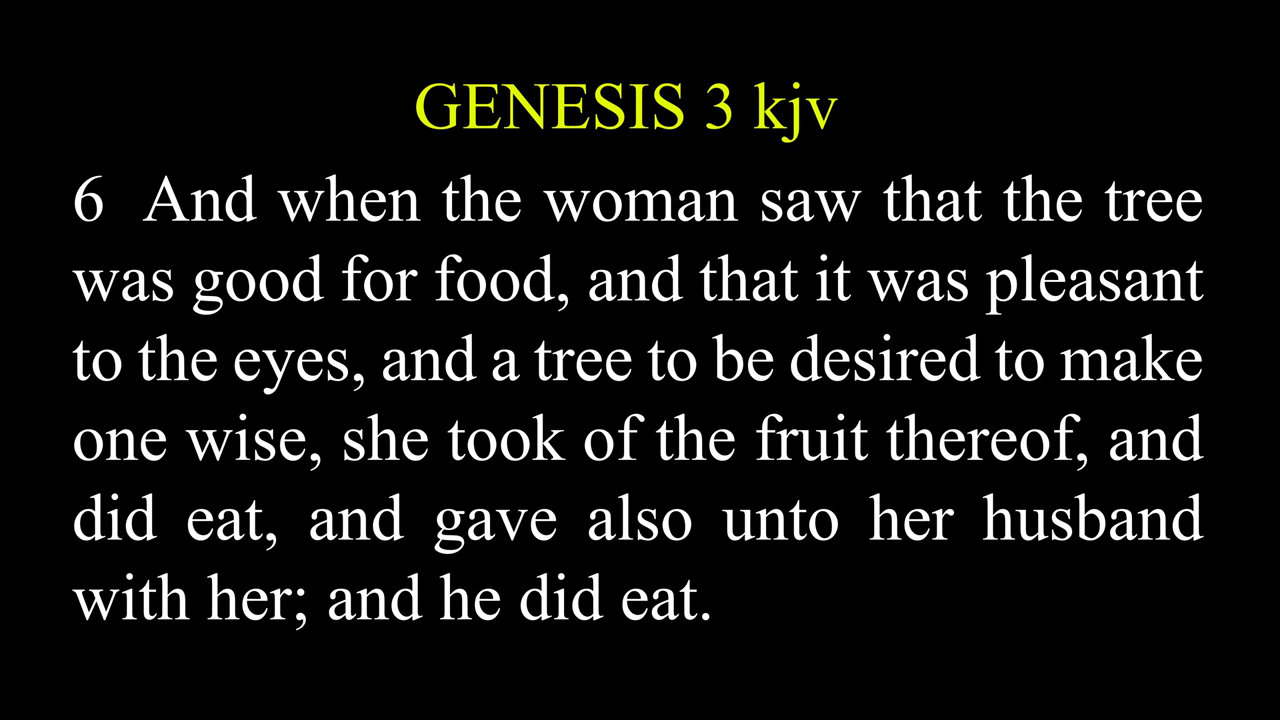 GENESIS 3 kjv
6 And when the woman saw that the tree
was good for food, and that it was pleasant
to the eyes, and a tree to be desired to make
one wise, she took of the fruit thereof, and
did eat, and gave also unto her husband
with her; and he did eat.